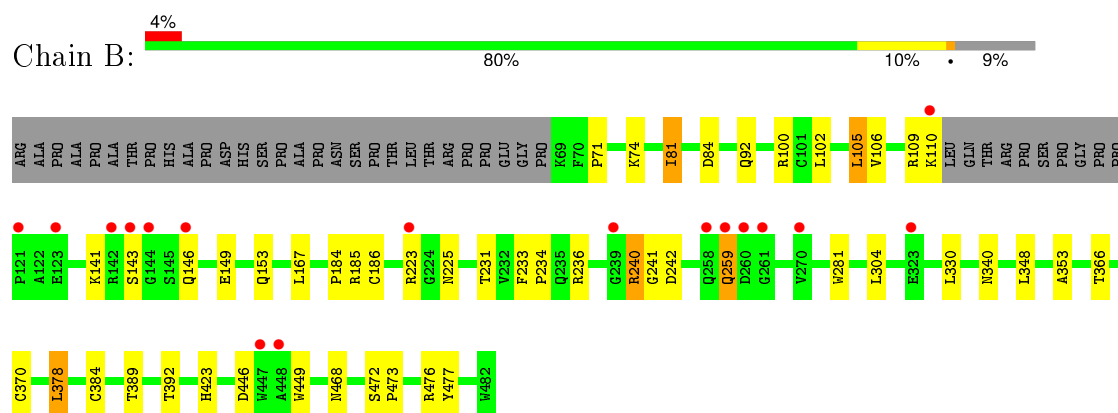 4%
Chain B:
80% 10% • 9%
ARG ALA PRO ALA PRO ALA THR PRO HIS ALA PRO ASP HIS SER PRO ALA PRO ASN SER PRO THR LEU THR ARG PRO PRO GLU GLY PRO K69 F70 P71 K74 I81 D84 Q92 R100 C101 L102 L105 V106 R109 K110 LEU GLN THR ARG PRO SER PRO GLY PRO PRO
P121 A122 E123 K141 R142 S143 G144 S145 Q146 E149 Q153 L167 P184 R185 C186 R223 G224 N225 T231 V232 F233 P234 Q235 R236 G239 R240 G241 D242 Q258 Q259 D260 G261 V270 W281 L304 E323 L330 N340 L348 A353 T366
C370 L378 C384 T389 T392 H423 D446 W447 A448 W449 N468 S472 P473 R476 Y477 W482